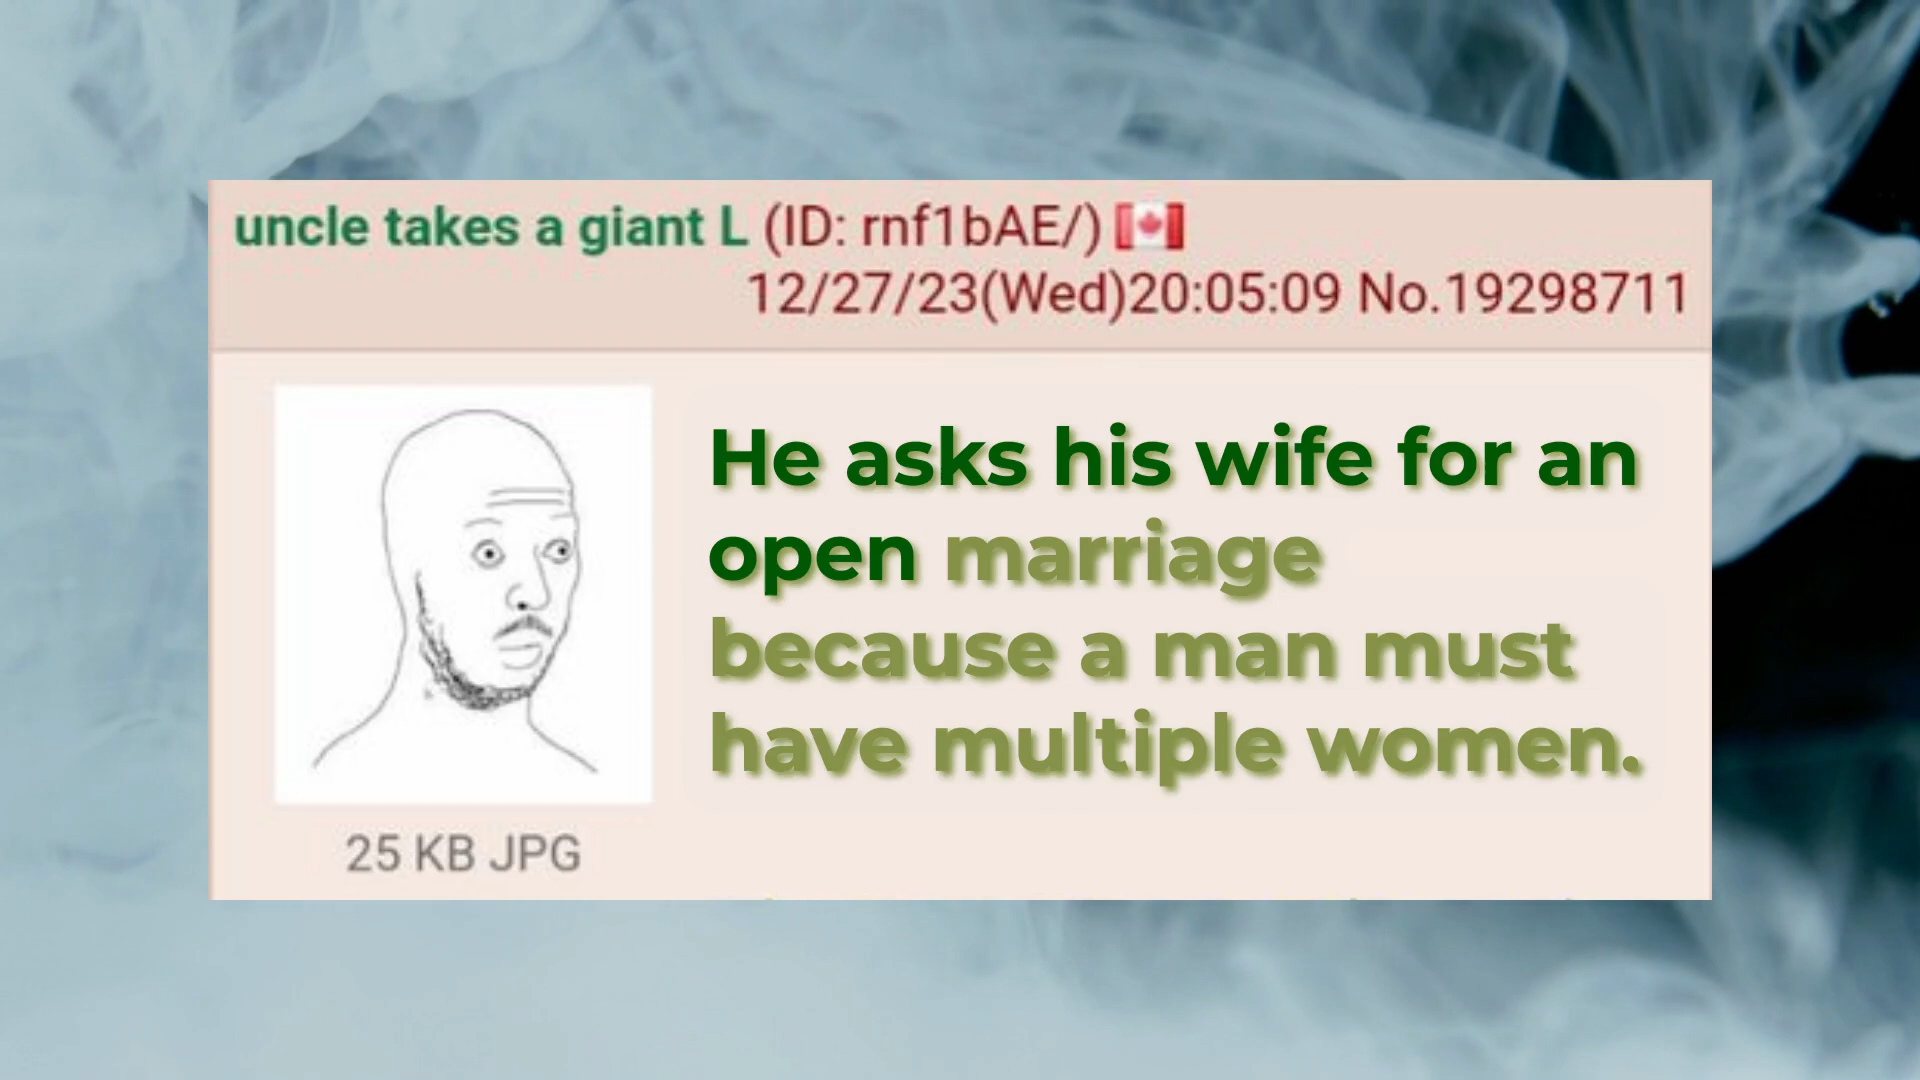 uncle takes a giant L (ID: rnf1bAE/)
12/27/23(Wed)20:05:09 No.19298711
He asks his wife for an
open marriage
because a man must
have multiple women.
25 KB JPG